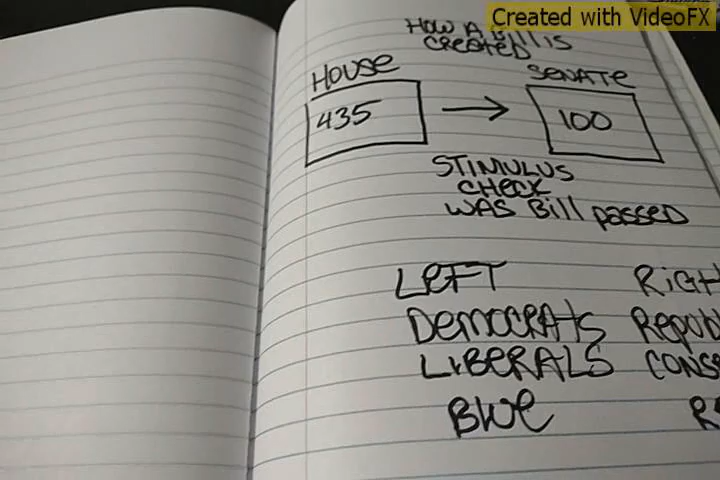 Created with VideoFX
HOW A Bill is
Created
HOUSE
SENATE
435
100
STIMULUS
CHECK
WAS Bill passed
LEFT
DemoCRAts
LiBeRALS
Blue